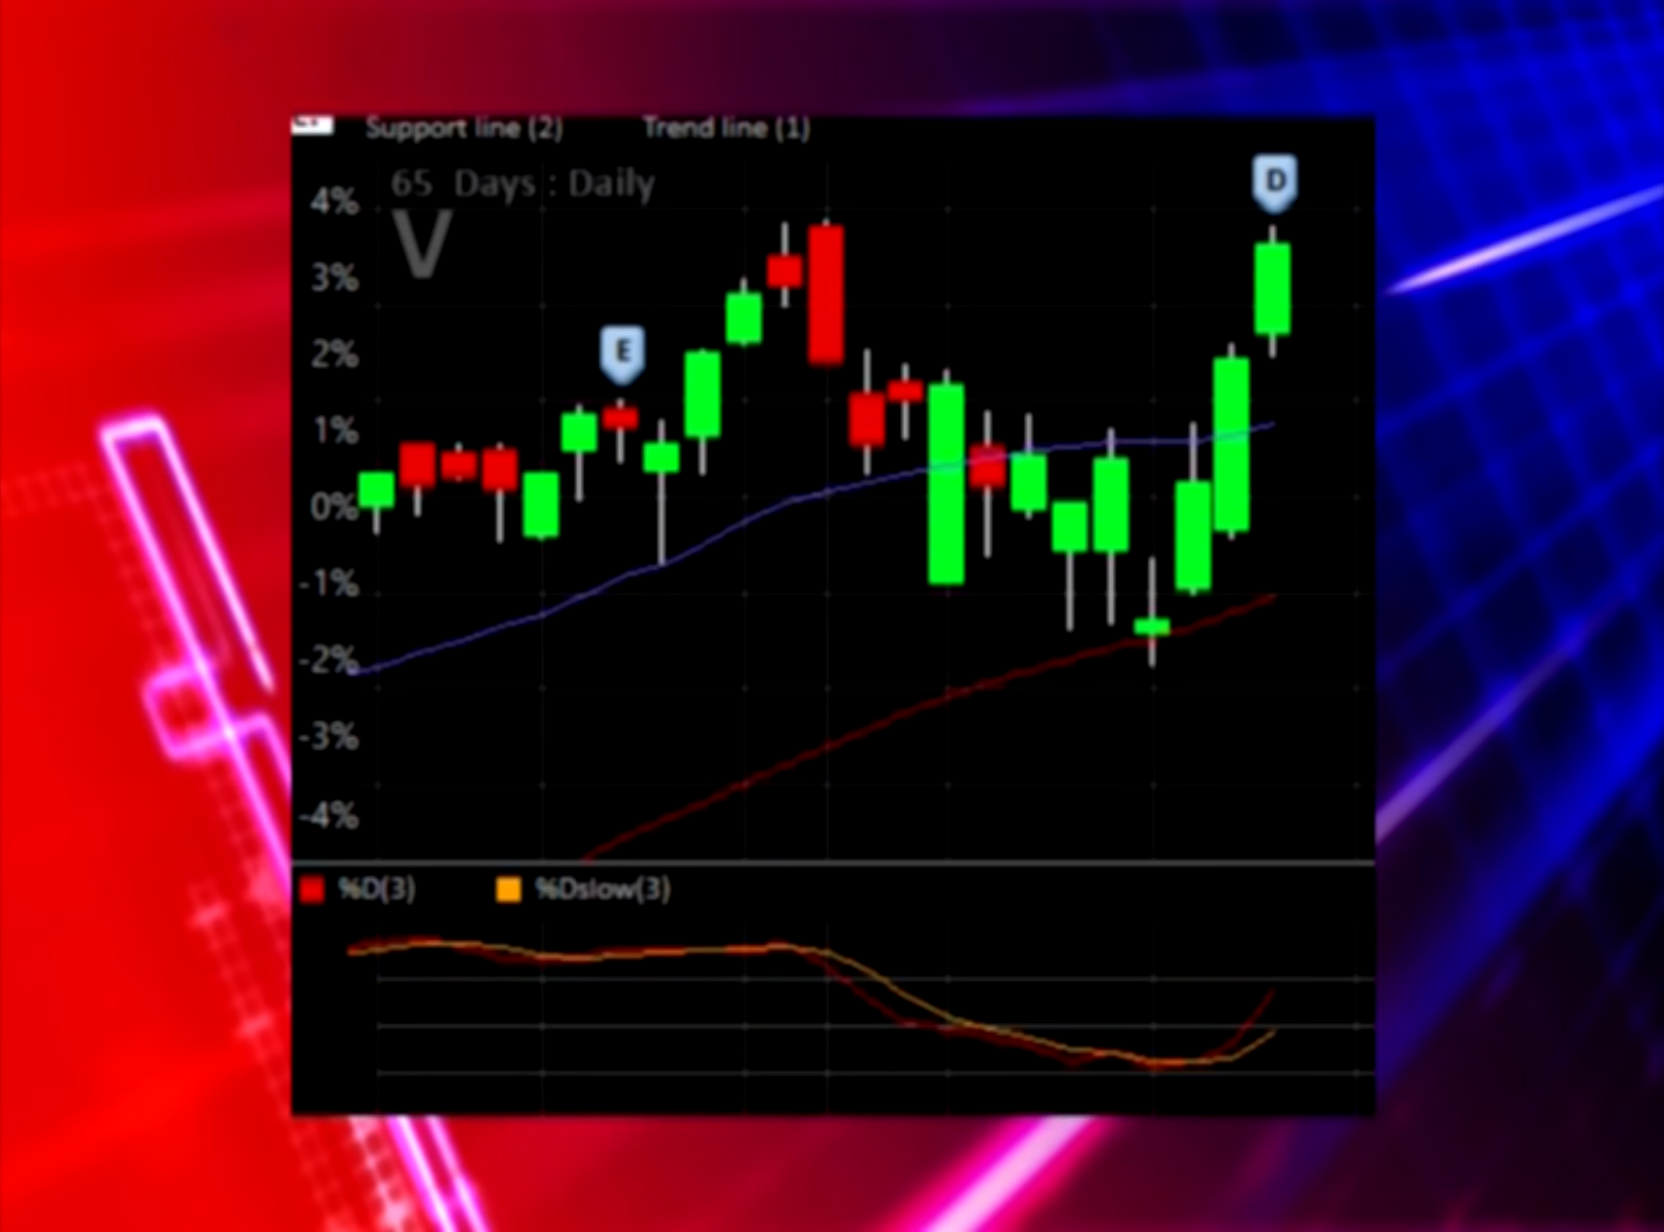 Support line (2) Trend line (1)
65 Days : Daily
V
4%
3%
2%
1%
0%
-1%
-2%
-3%
-4%
E
D
%D(3) %Dslow(3)